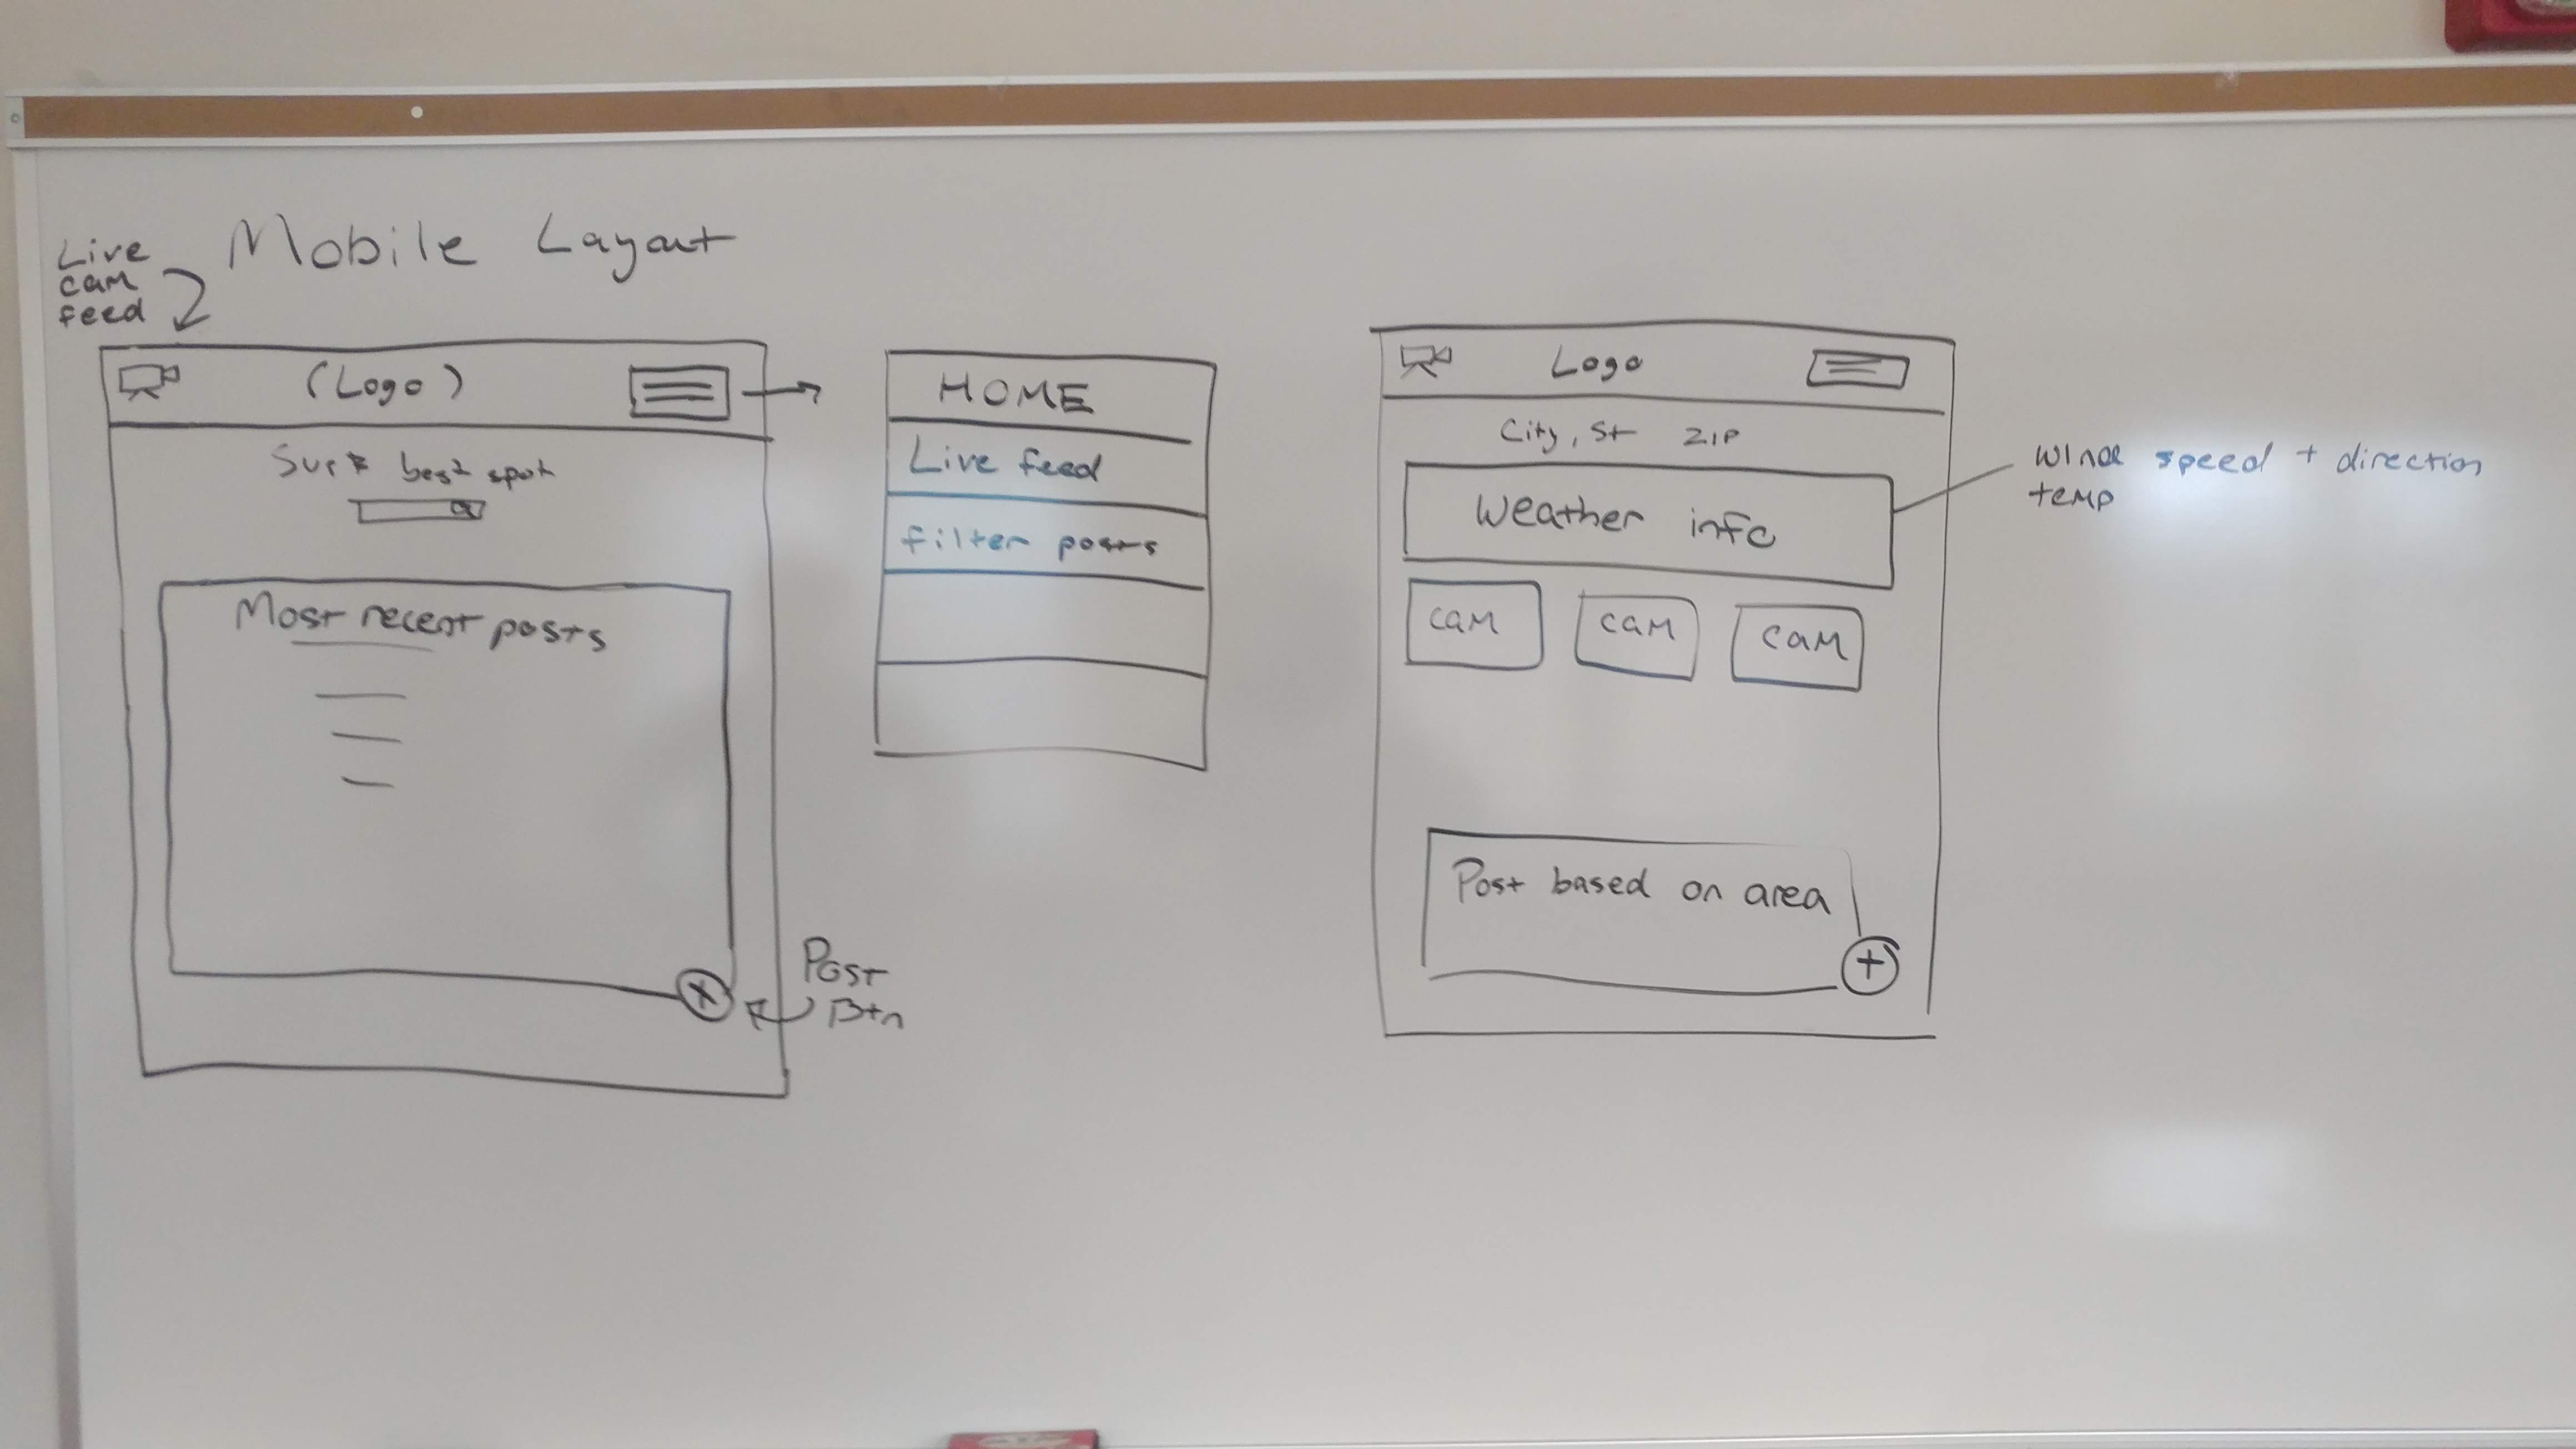 Mobile Layout
Live
cam
feed
(Logo)
best spot
Most recent posts
Post
Btn
HOME
Live feed
filter posts
Logo
City, St ZIP
Weather info
cam cam cam
Post based on area
+
Wind speed + direction
temp